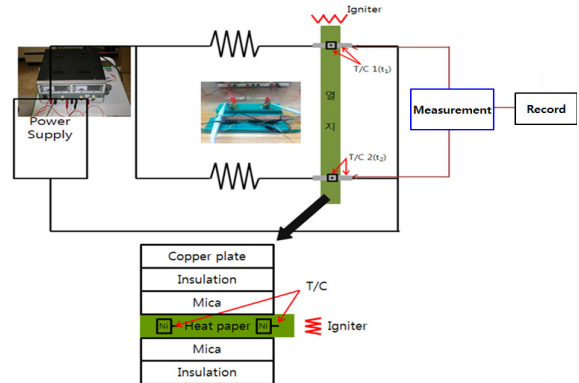 Igniter
T/C 1(t₁)
열
지
Measurement
Record
Power
Supply
T/C 2(t₂)
Copper plate
Insulation
Mica
T/C
Ni
Heat paper
Ni
Igniter
Mica
Insulation